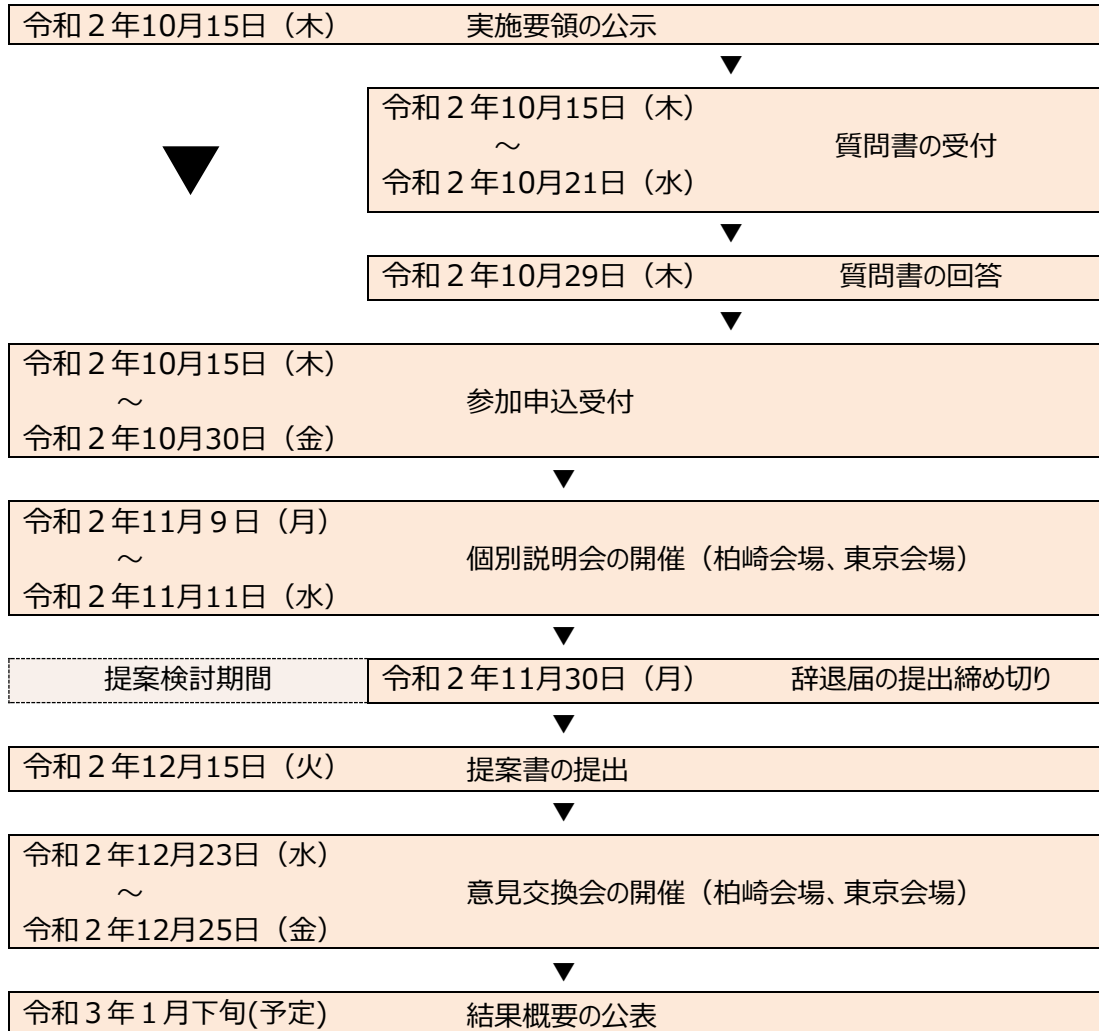 令和２年10月15日（木） 実施要領の公示
▼
令和２年10月15日（木）
～ 質問書の受付
令和２年10月21日（水）
▼
▼
令和２年10月29日（木） 質問書の回答
▼
令和２年10月15日（木）
～ 参加申込受付
令和２年10月30日（金）
▼
令和２年11月９日（月）
～ 個別説明会の開催（柏崎会場、東京会場）
令和２年11月11日（水）
▼
提案検討期間 令和２年11月30日（月） 辞退届の提出締め切り
▼
令和２年12月15日（火） 提案書の提出
▼
令和２年12月23日（水）
～ 意見交換会の開催（柏崎会場、東京会場）
令和２年12月25日（金）
▼
令和３年１月下旬(予定) 結果概要の公表